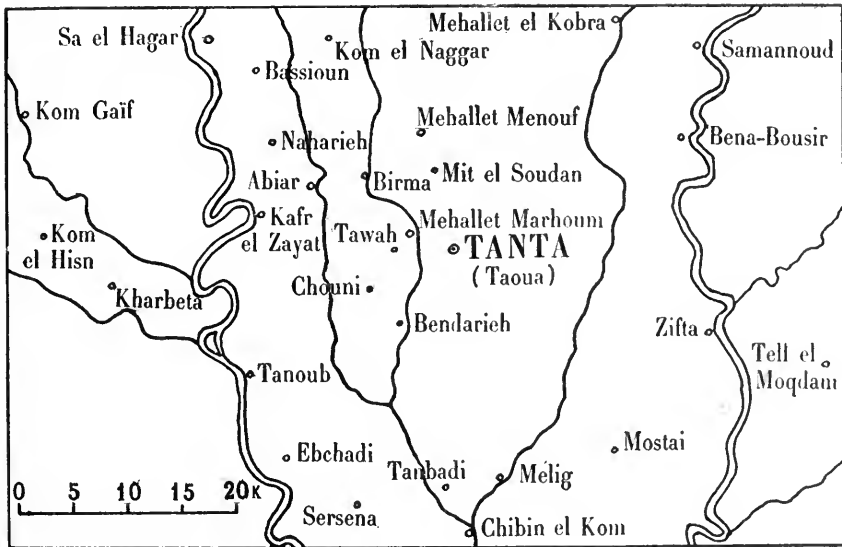 Mehallet el Kobra
Sa el Hagar
Kom el Naggar
Samannoud
Bassioun
Kom Gaïf
Mehallet Menouf
Naharieh
Bena-Bousir
Abiar
Birma
Mit el Soudan
Kafr
el Zayat
Mehallet Marhoum
Kom
el Hisn
Tawah
TANTA
(Taoua)
Kharbeta
Chouni
Bendarieh
Zifta
Tell el
Moqdam
Tanoub
Ebchadi
Mostai
Tanbadi
Mélig
0 5 10 15 20K
Sersena
Chibin el Kom